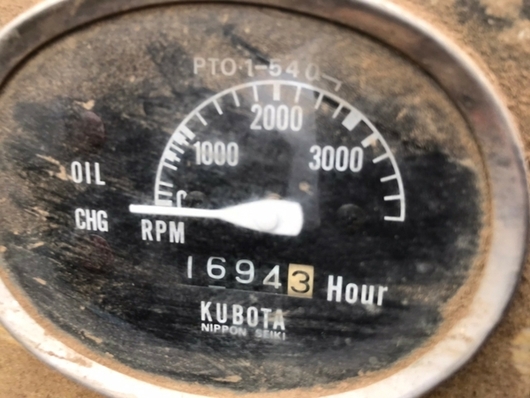 PTO 1-540
2000
1000
3000
OIL
CHG
RPM
16943 Hour
KUBOTA
NIPPON SEIKI